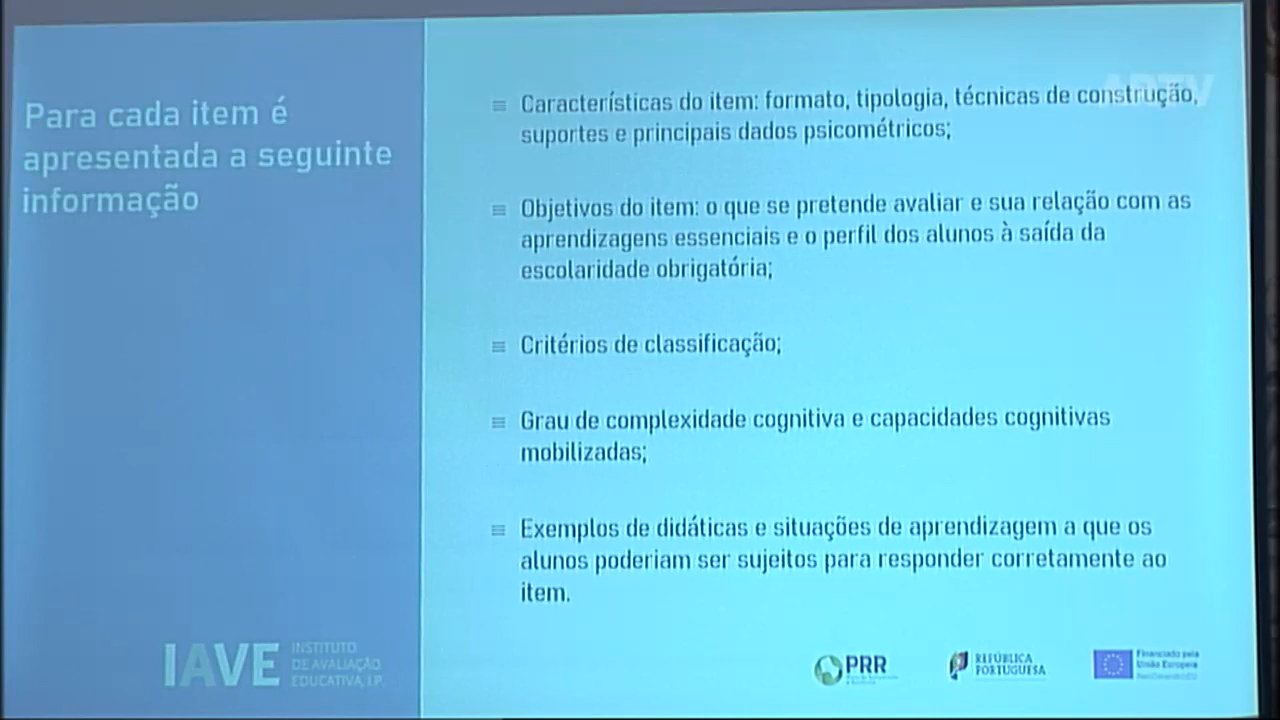 Para cada item é
apresentada a seguinte
informação
Características do item: formato, tipologia, técnicas de construção,
suportes e principais dados psicométricos;
Objetivos do item: o que se pretende avaliar e sua relação com as
aprendizagens essenciais e o perfil dos alunos à saída da
escolaridade obrigatória;
Critérios de classificação;
Grau de complexidade cognitiva e capacidades cognitivas
mobilizadas;
Exemplos de didáticas e situações de aprendizagem a que os
alunos poderiam ser sujeitos para responder corretamente ao
item.
IAVE
INSTITUTO
DE AVALIAÇÃO
EDUCATIVA, I.P.
PRR
REPÚBLICA
PORTUGUESA
Financiado pela
União Europeia
ARTV